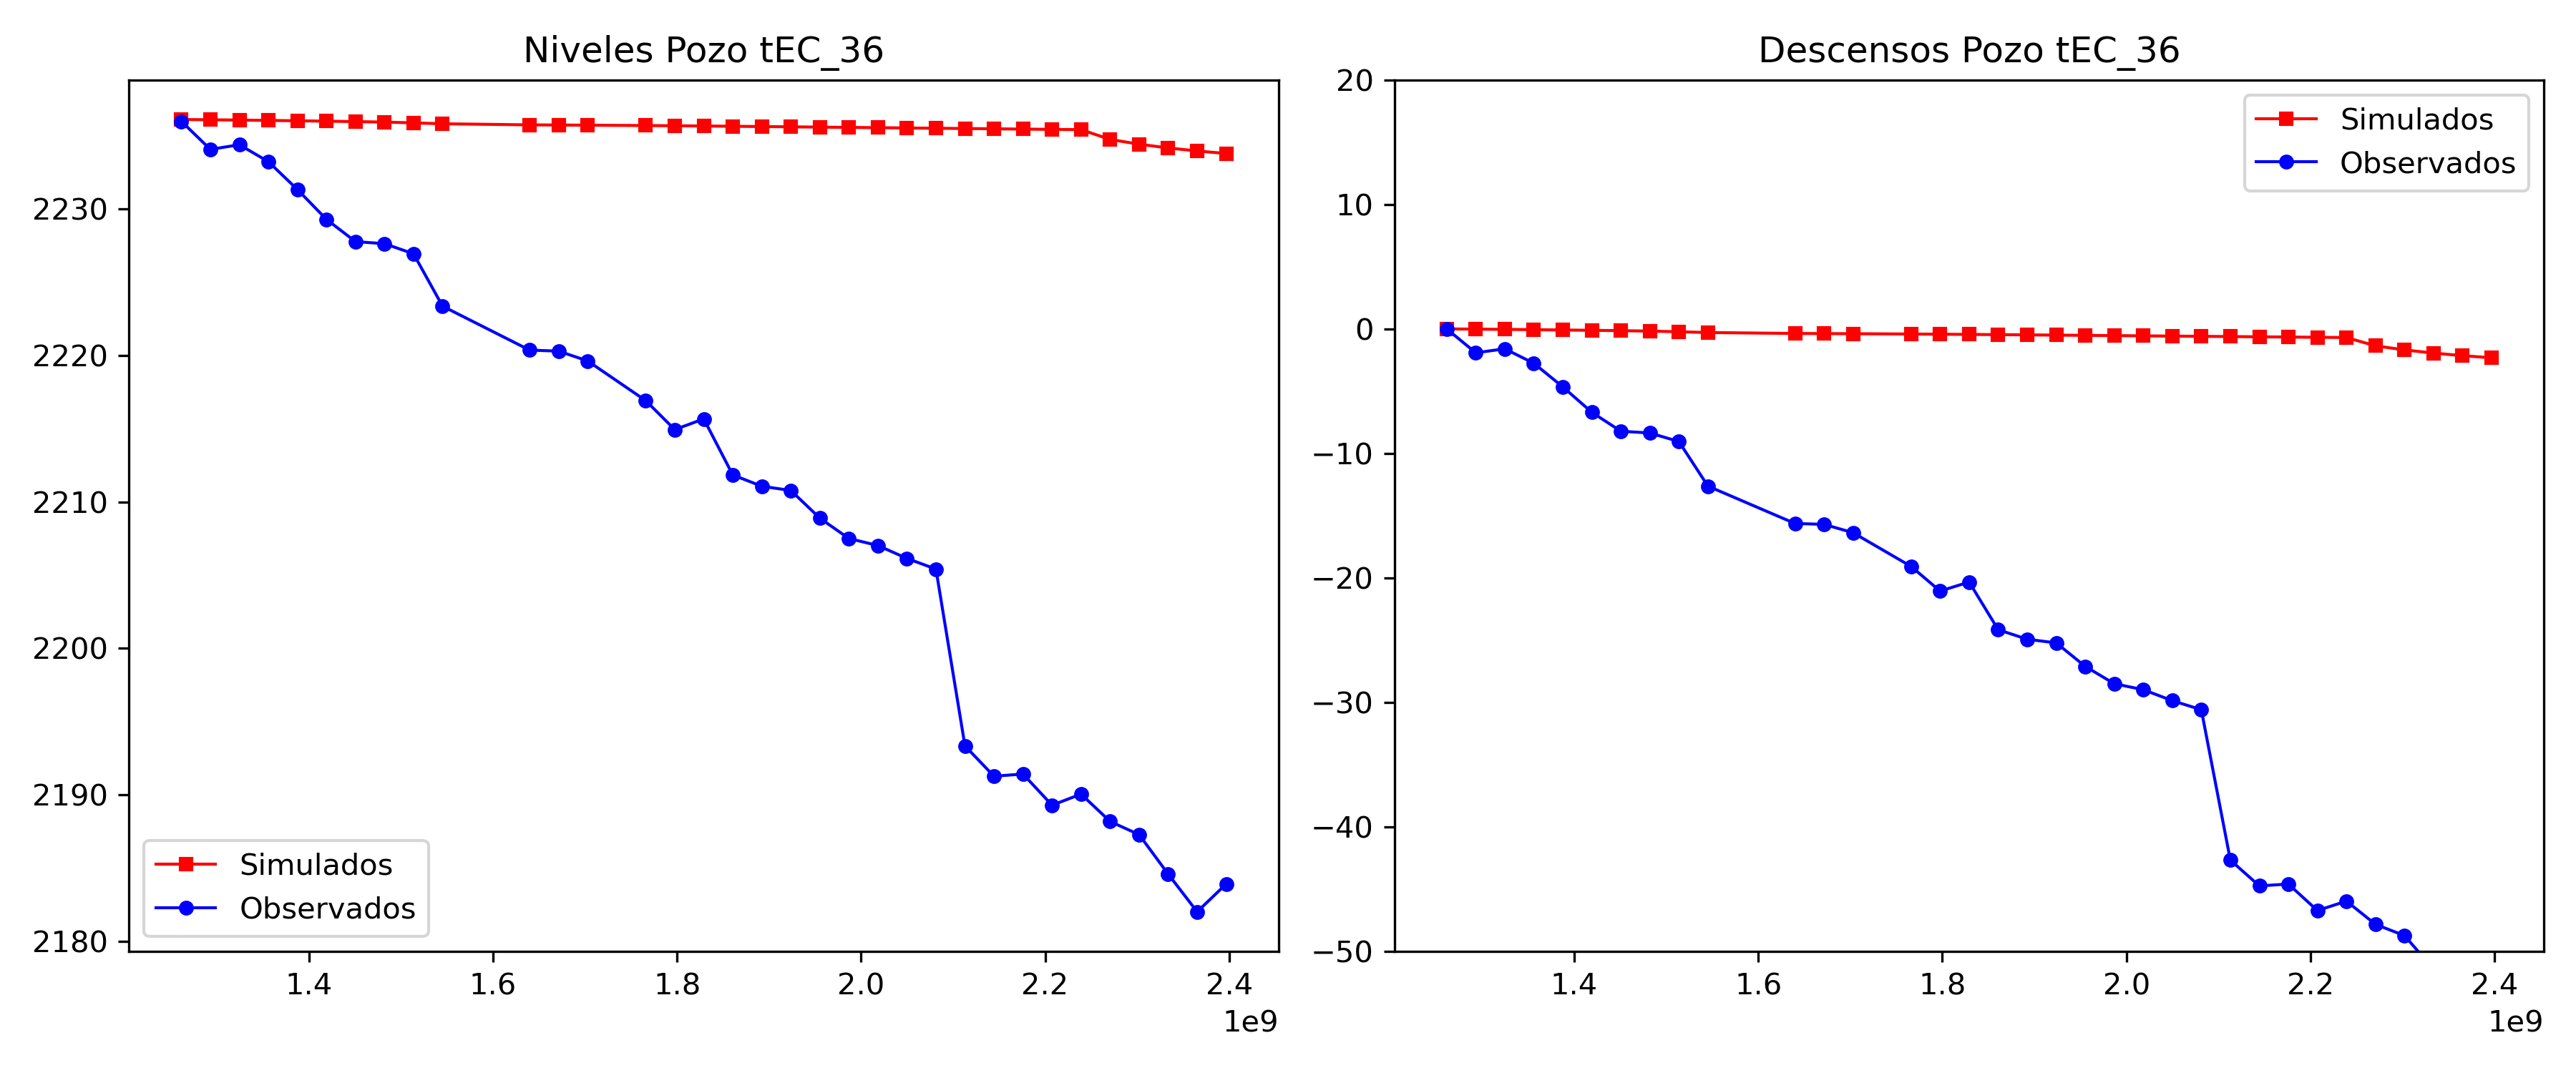 Niveles Pozo tEC_36
2230
2220
2210
2200
2190
2180
Simulados
Observados
1.4 1.6 1.8 2.0 2.2 2.4
1e9
Descensos Pozo tEC_36
20
10
0
−10
−20
−30
−40
−50
Simulados
Observados
1.4 1.6 1.8 2.0 2.2 2.4
1e9